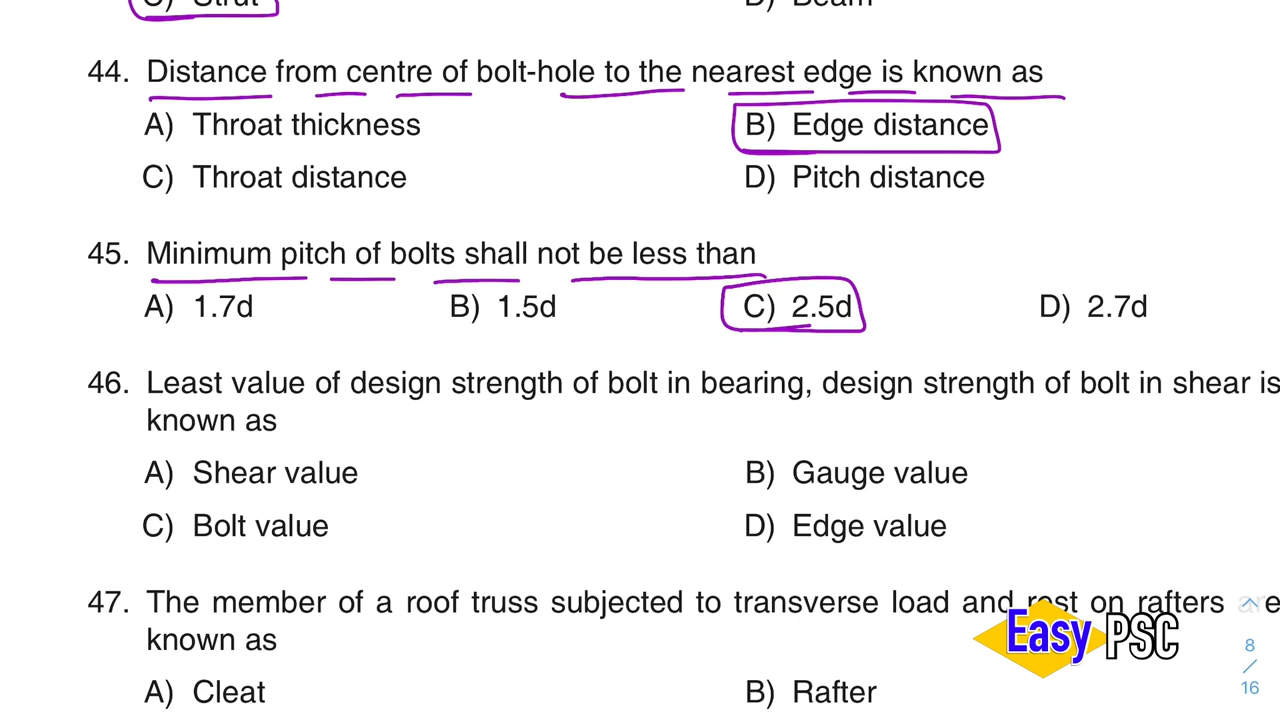 C) Strut D) Beam
44. Distance from centre of bolt-hole to the nearest edge is known as
A) Throat thickness B) Edge distance
C) Throat distance D) Pitch distance
45. Minimum pitch of bolts shall not be less than
A) 1.7d B) 1.5d C) 2.5d D) 2.7d
46. Least value of design strength of bolt in bearing, design strength of bolt in shear is
known as
A) Shear value B) Gauge value
C) Bolt value D) Edge value
47. The member of a roof truss subjected to transverse load and rest on rafters are
known as
A) Cleat B) Rafter
Easy PSC
8
/
16